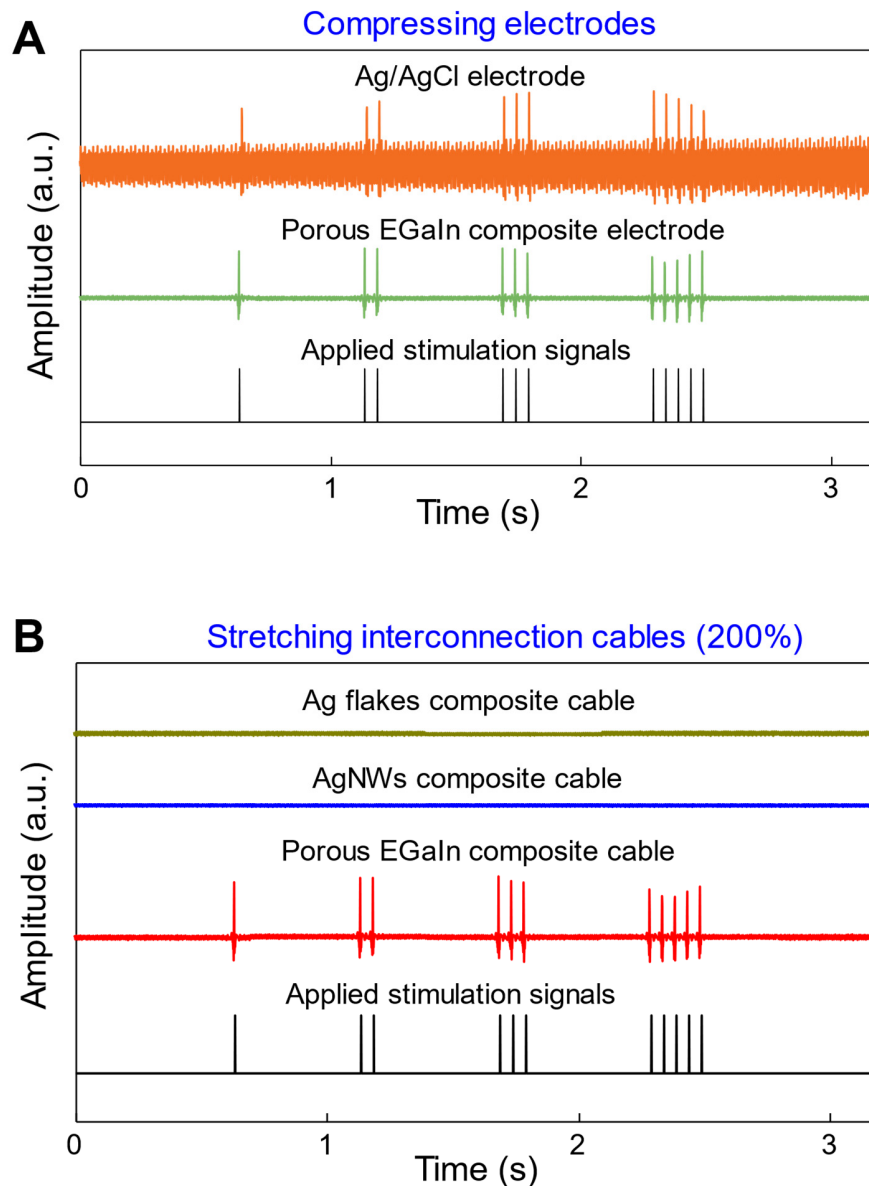 A
Compressing electrodes
Ag/AgCl electrode
Porous EGaIn composite electrode
Applied stimulation signals
Amplitude (a.u.)
0 1 2 3
Time (s)
B
Stretching interconnection cables (200%)
Ag flakes composite cable
AgNWs composite cable
Porous EGaIn composite cable
Applied stimulation signals
Amplitude (a.u.)
0 1 2 3
Time (s)